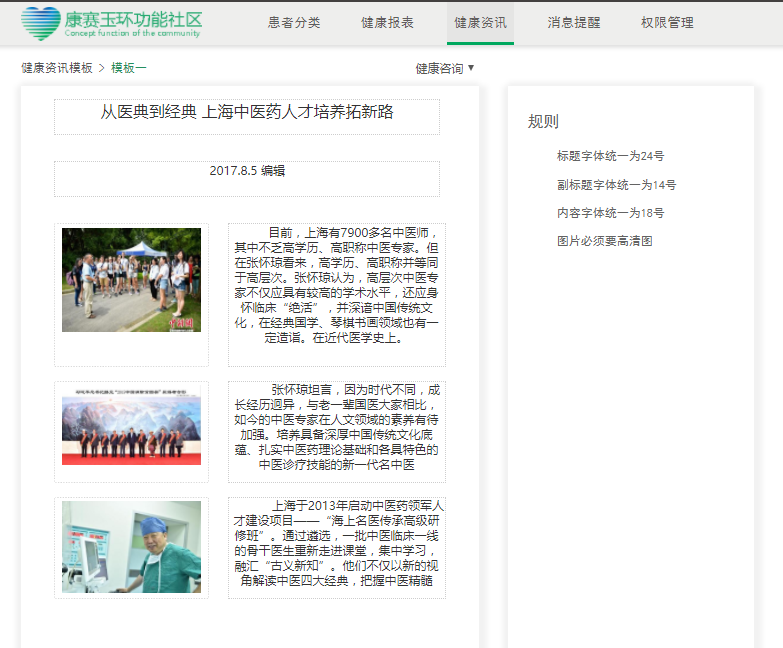 康赛玉环功能社区
Concept function of the community
患者分类 健康报表 健康资讯 消息提醒 权限管理
健康资讯模板 > 模板一
健康咨询 ▼
从医典到经典 上海中医药人才培养拓新路
2017.8.5 编辑
目前，上海有7900多名中医师，
其中不乏高学历、高职称中医专家。但
在张怀琼看来，高学历、高职称并等同
于高层次。张怀琼认为，高层次中医专
家不仅应具有较高的学术水平，还应身
怀临床“绝活”，并深谙中国传统文
化，在经典国学、琴棋书画领域也有一
定造诣。在近代医学史上。
张怀琼坦言，因为时代不同，成
长经历迥异，与老一辈国医大家相比，
如今的中医专家在人文领域的素养有待
加强。培养具备深厚中国传统文化底
蕴、扎实中医药理论基础和各具特色的
中医诊疗技能的新一代名中医
上海于2013年启动中医药领军人
才建设项目——“海上名医传承高级研
修班”。通过遴选，一批中医临床一线
的骨干医生重新走进课堂，集中学习，
融汇“古义新知”。他们不仅以新的视
角解读中医四大经典，把握中医精髓
规则
标题字体统一为24号
副标题字体统一为14号
内容字体统一为18号
图片必须要高清图